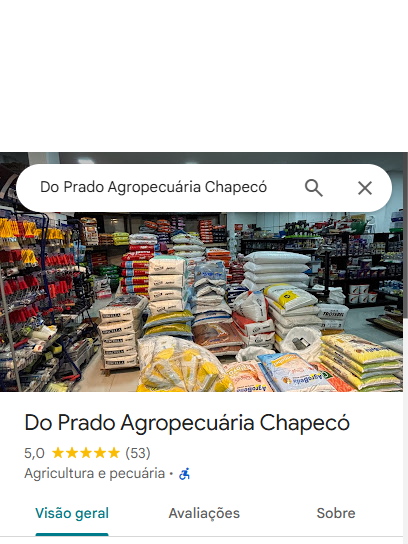 Do Prado Agropecuária Chapecó
Do Prado Agropecuária Chapecó
5,0 (53)
Agricultura e pecuária ·
Visão geral
Avaliações
Sobre